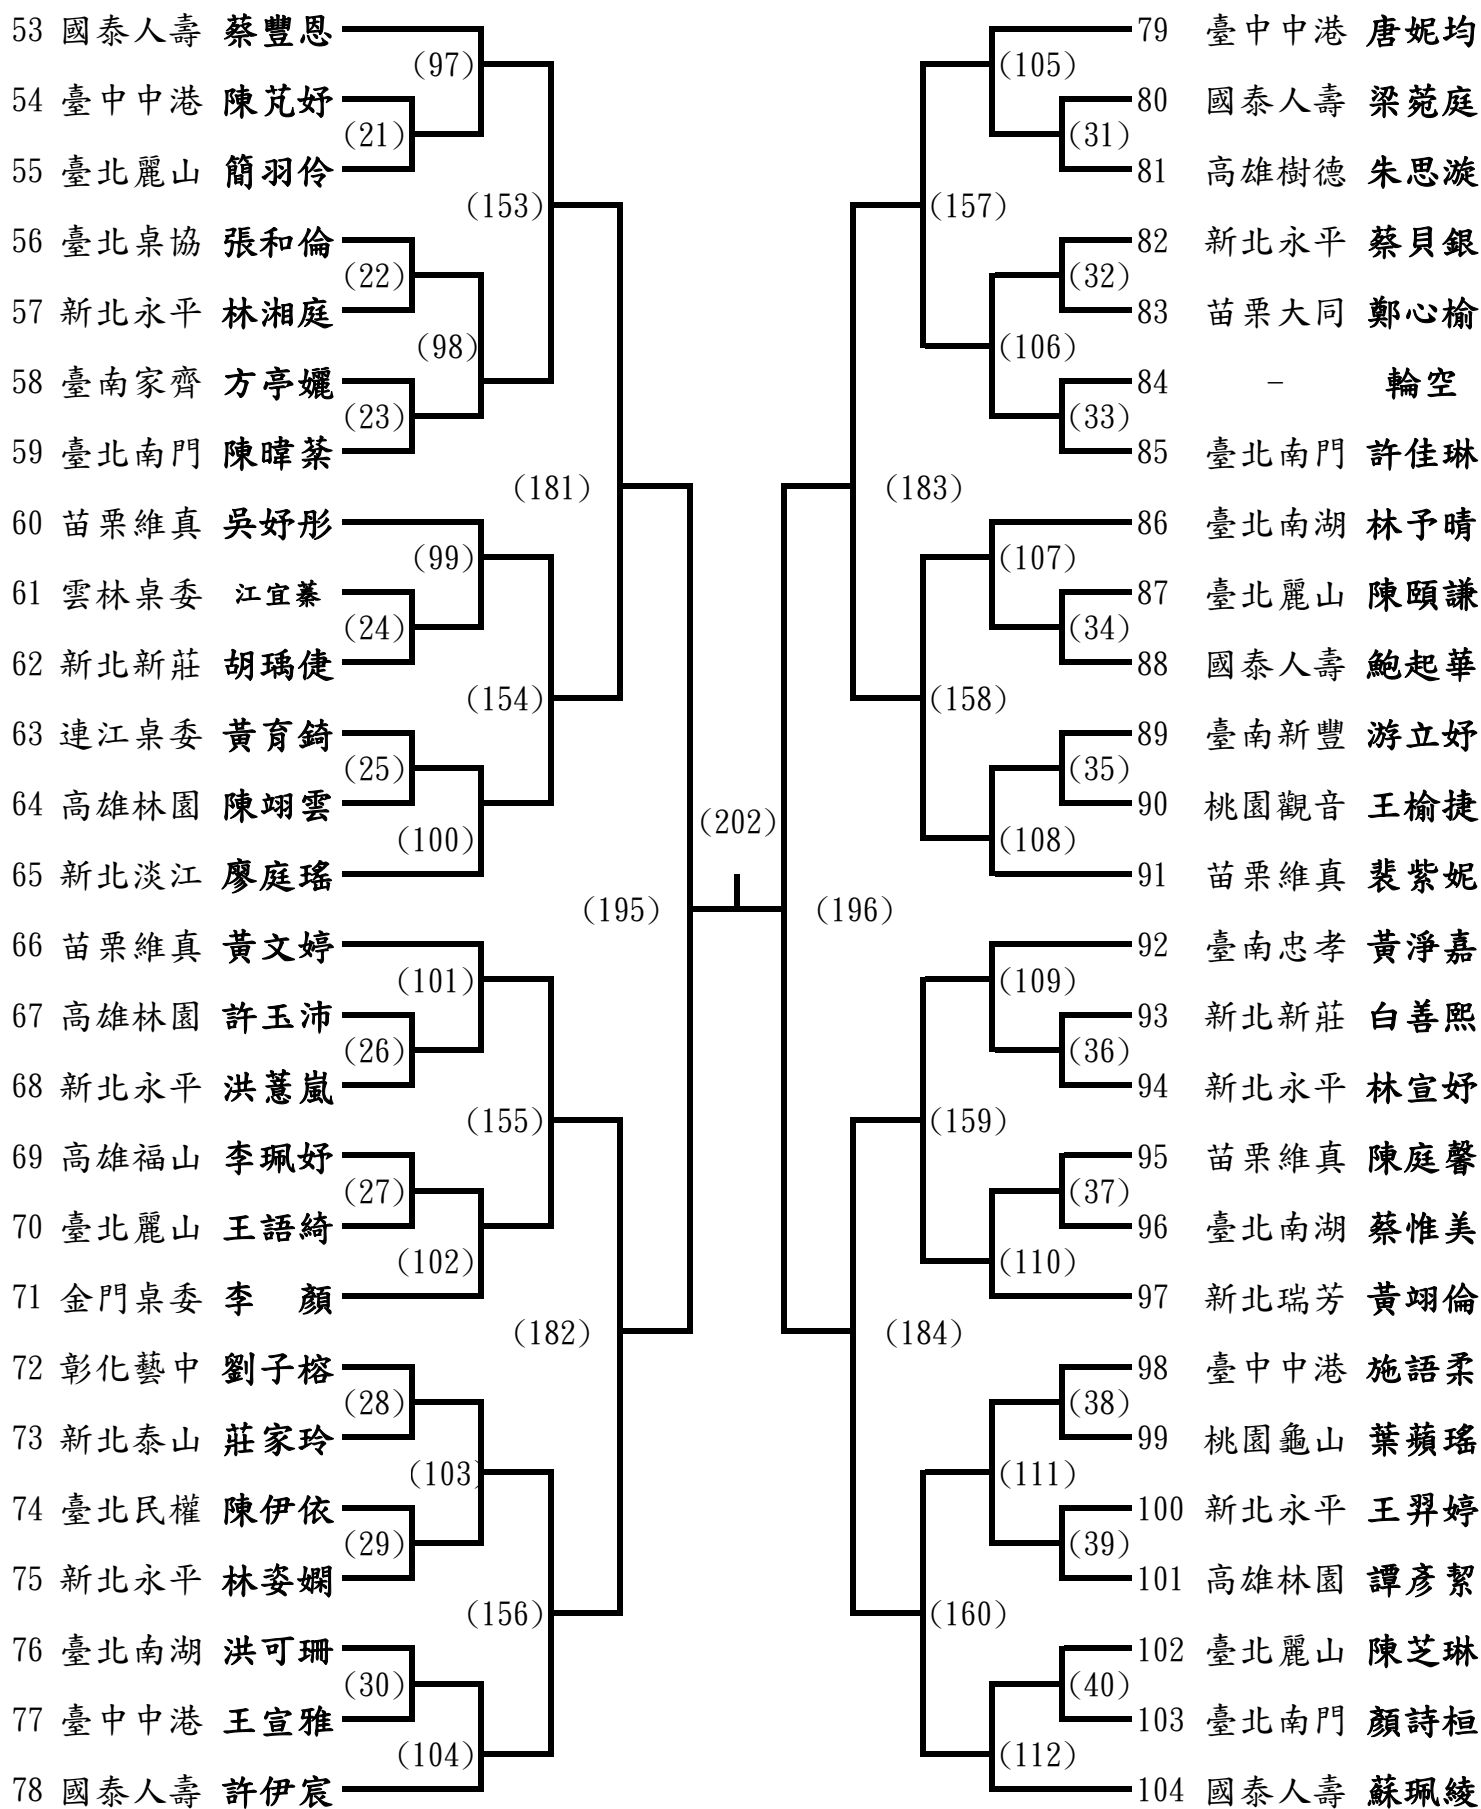 53 國泰人壽 蔡豐恩
(97)
54 臺中中港 陳芃妤
(21)
55 臺北麗山 簡羽伶
(153)
56 臺北桌協 張和倫
(22)
57 新北永平 林湘庭
(98)
58 臺南家齊 方亭孋
(23)
59 臺北南門 陳暐棻
(181)
60 苗栗維真 吳妤彤
(99)
61 雲林桌委 江宜蓁
(24)
62 新北新莊 胡瑀倢
(154)
63 連江桌委 黃育錡
(25)
64 高雄林園 陳翊雲
(100)
65 新北淡江 廖庭瑤
(195)
66 苗栗維真 黃文婷
(101)
67 高雄林園 許玉沛
(26)
68 新北永平 洪薏嵐
(155)
69 高雄福山 李珮妤
(27)
70 臺北麗山 王語綺
(102)
71 金門桌委 李 顏
(182)
72 彰化藝中 劉子榕
(28)
73 新北泰山 莊家玲
(103)
74 臺北民權 陳伊依
(29)
75 新北永平 林姿嫻
(156)
76 臺北南湖 洪可珊
(30)
77 臺中中港 王宣雅
(104)
78 國泰人壽 許伊宸
(202)
79 臺中中港 唐妮均
(105)
80 國泰人壽 梁菀庭
(31)
81 高雄樹德 朱思漩
(157)
82 新北永平 蔡貝銀
(32)
83 苗栗大同 鄭心榆
(106)
84 - 輪空
(33)
85 臺北南門 許佳琳
(183)
86 臺北南湖 林予晴
(107)
87 臺北麗山 陳頤謙
(34)
88 國泰人壽 鮑起華
(158)
89 臺南新豐 游立妤
(35)
90 桃園觀音 王榆捷
(108)
91 苗栗維真 裴紫妮
(196)
92 臺南忠孝 黃淨嘉
(109)
93 新北新莊 白善熙
(36)
94 新北永平 林宣妤
(159)
95 苗栗維真 陳庭馨
(37)
96 臺北南湖 蔡惟美
(110)
97 新北瑞芳 黃翊倫
(184)
98 臺中中港 施語柔
(38)
99 桃園龜山 葉蘋瑤
(111)
100 新北永平 王羿婷
(39)
101 高雄林園 譚彥絜
(160)
102 臺北麗山 陳芝琳
(40)
103 臺北南門 顏詩桓
(112)
104 國泰人壽 蘇珮綾